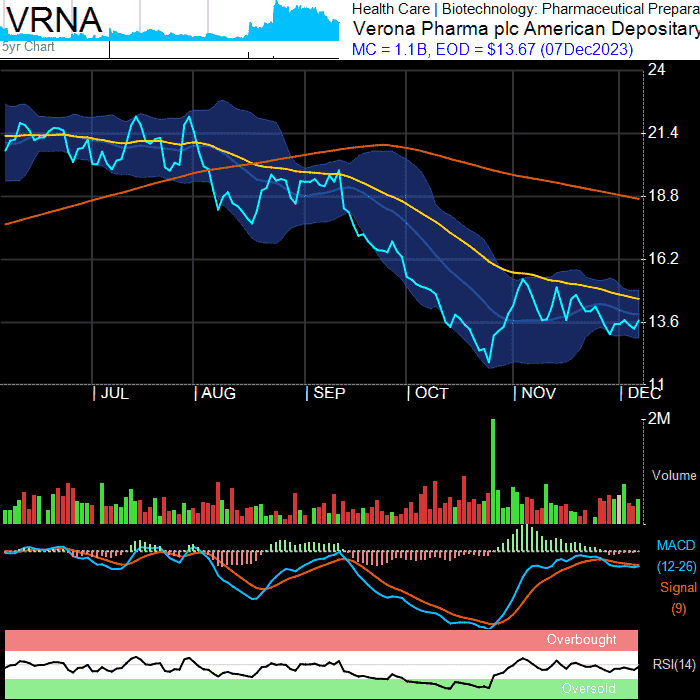 VRNA
5yr Chart
Health Care | Biotechnology: Pharmaceutical Prepara
Verona Pharma plc American Depositary
MC = 1.1B, EOD = $13.67 (07Dec2023)
24
21.4
18.8
16.2
13.6
11
| JUL | AUG | SEP | OCT | NOV | DEC
2M
Volume
MACD
(12-26)
Signal
(9)
Overbought
RSI(14)
Oversold